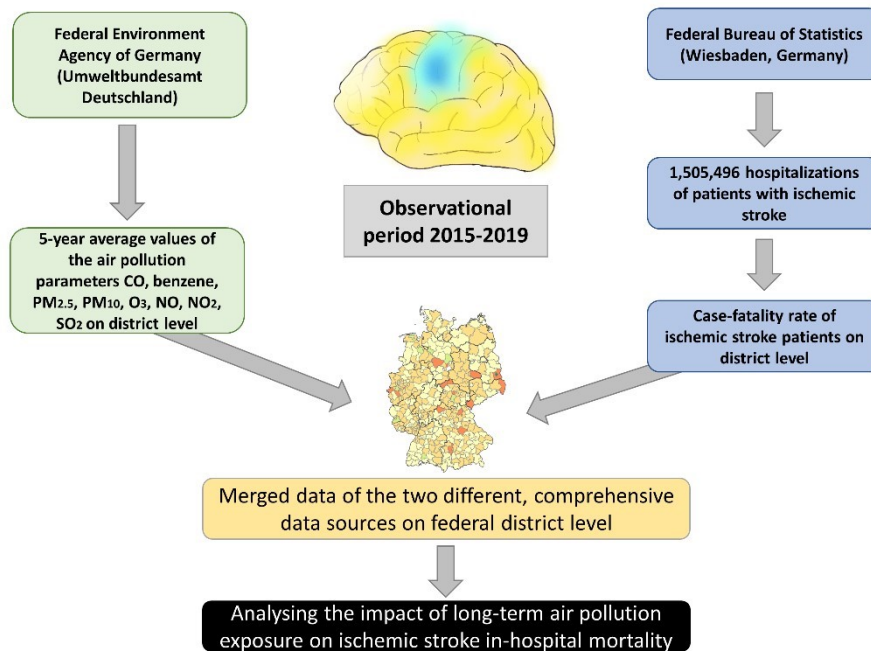 Federal Environment
Agency of Germany
(Umweltbundesamt
Deutschland)
5-year average values of
the air pollution
parameters CO, benzene,
PM2.5, PM10, O3, NO, NO2,
SO2 on district level
Observational
period 2015-2019
Federal Bureau of Statistics
(Wiesbaden, Germany)
1,505,496 hospitalizations
of patients with ischemic
stroke
Case-fatality rate of
ischemic stroke patients on
district level
Merged data of the two different, comprehensive
data sources on federal district level
Analysing the impact of long-term air pollution
exposure on ischemic stroke in-hospital mortality